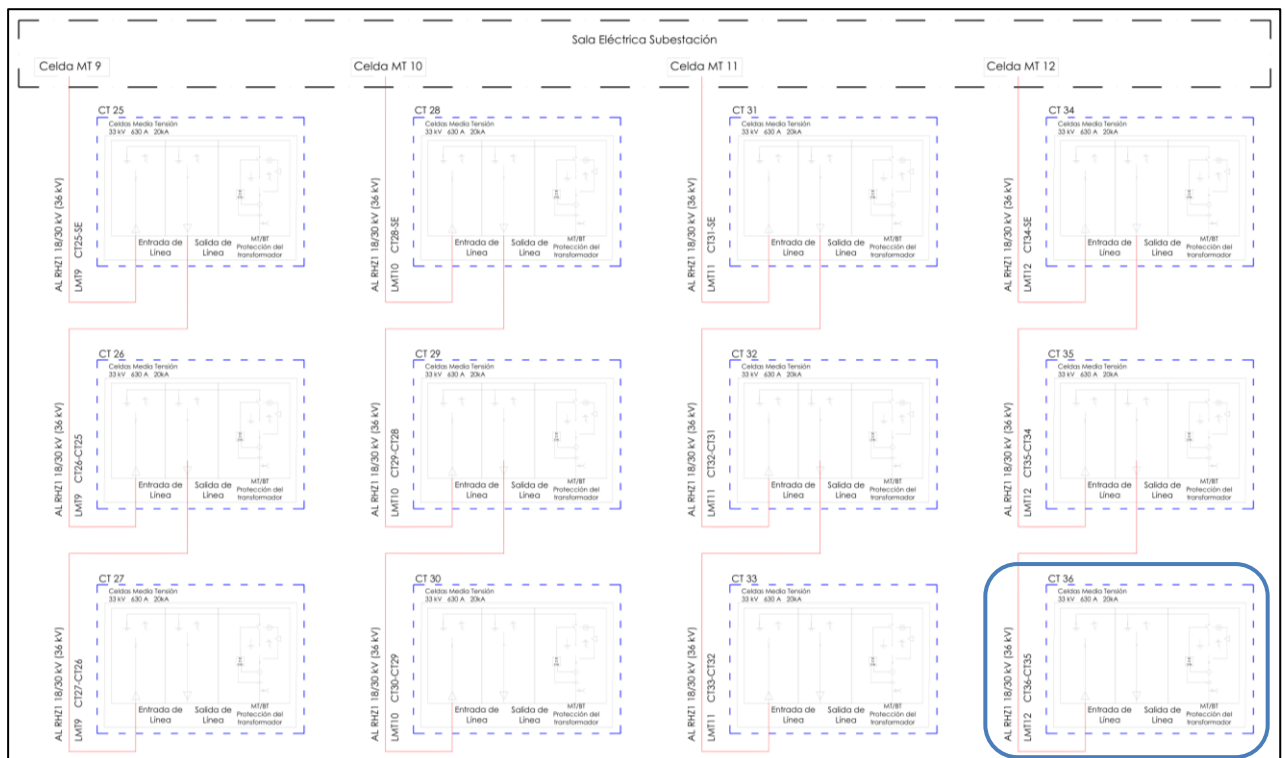 Sala Eléctrica Subestación
Celda MT 9
Celda MT 10
Celda MT 11
Celda MT 12
CT 25
Celdas Media Tensión
33 kV 630 A 20kA
AL RHZ1 18/30 kV (36 kV)
LMT9 CT25-SE
Entrada de Línea
Salida de Línea
MT/BT
Protección del
transformador
CT 28
Celdas Media Tensión
33 kV 630 A 20kA
AL RHZ1 18/30 kV (36 kV)
LMT10 CT28-SE
Entrada de Línea
Salida de Línea
MT/BT
Protección del
transformador
CT 31
Celdas Media Tensión
33 kV 630 A 20kA
AL RHZ1 18/30 kV (36 kV)
LMT11 CT31-SE
Entrada de Línea
Salida de Línea
MT/BT
Protección del
transformador
CT 34
Celdas Media Tensión
33 kV 630 A 20kA
AL RHZ1 18/30 kV (36 kV)
LMT12 CT34-SE
Entrada de Línea
Salida de Línea
MT/BT
Protección del
transformador
CT 26
Celdas Media Tensión
33 kV 630 A 20kA
AL RHZ1 18/30 kV (36 kV)
LMT9 CT26-CT25
Entrada de Línea
Salida de Línea
MT/BT
Protección del
transformador
CT 29
Celdas Media Tensión
33 kV 630 A 20kA
AL RHZ1 18/30 kV (36 kV)
LMT10 CT29-CT28
Entrada de Línea
Salida de Línea
MT/BT
Protección del
transformador
CT 32
Celdas Media Tensión
33 kV 630 A 20kA
AL RHZ1 18/30 kV (36 kV)
LMT11 CT32-CT31
Entrada de Línea
Salida de Línea
MT/BT
Protección del
transformador
CT 35
Celdas Media Tensión
33 kV 630 A 20kA
AL RHZ1 18/30 kV (36 kV)
LMT12 CT35-CT34
Entrada de Línea
Salida de Línea
MT/BT
Protección del
transformador
CT 27
Celdas Media Tensión
33 kV 630 A 20kA
AL RHZ1 18/30 kV (36 kV)
LMT9 CT27-CT26
Entrada de Línea
Salida de Línea
MT/BT
Protección del
transformador
CT 30
Celdas Media Tensión
33 kV 630 A 20kA
AL RHZ1 18/30 kV (36 kV)
LMT10 CT30-CT29
Entrada de Línea
Salida de Línea
MT/BT
Protección del
transformador
CT 33
Celdas Media Tensión
33 kV 630 A 20kA
AL RHZ1 18/30 kV (36 kV)
LMT11 CT33-CT32
Entrada de Línea
Salida de Línea
MT/BT
Protección del
transformador
CT 36
Celdas Media Tensión
33 kV 630 A 20kA
AL RHZ1 18/30 kV (36 kV)
LMT12 CT36-CT35
Entrada de Línea
Salida de Línea
MT/BT
Protección del
transformador